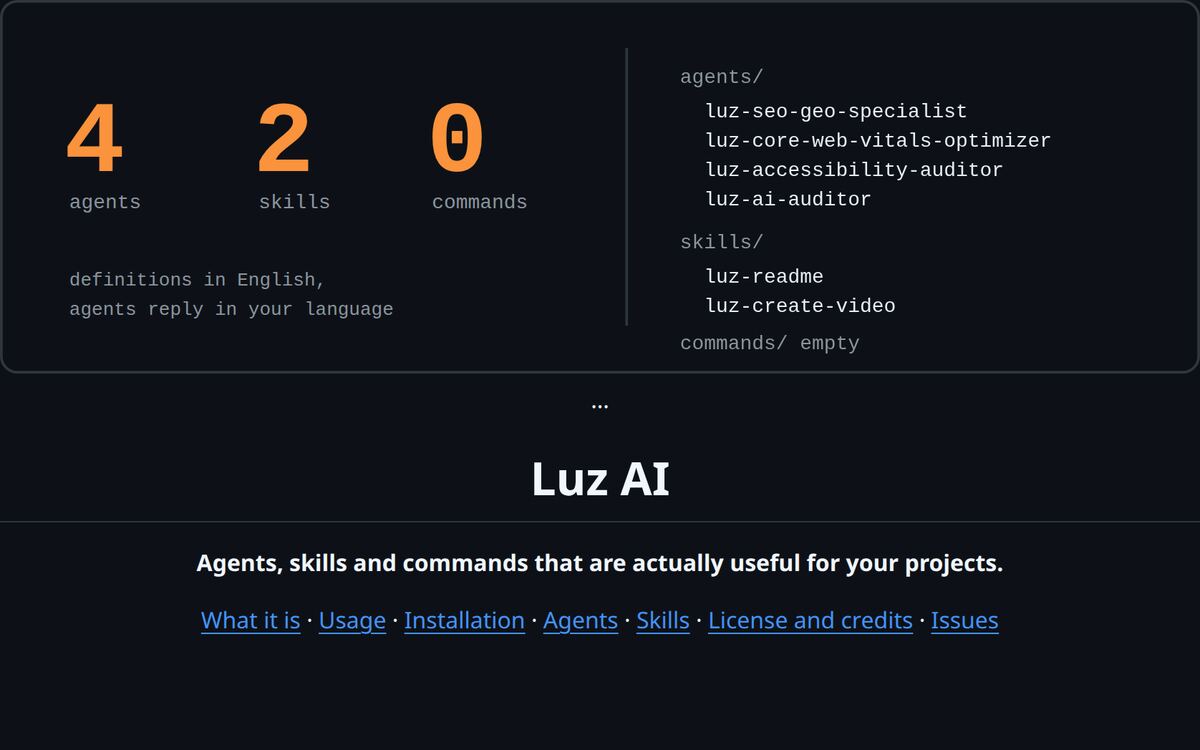 4 2 0
agents skills commands
definitions in English,
agents reply in your language
agents/
luz-seo-geo-specialist
luz-core-web-vitals-optimizer
luz-accessibility-auditor
luz-ai-auditor
skills/
luz-readme
luz-create-video
commands/ empty
...
Luz AI
Agents, skills and commands that are actually useful for your projects.
What it is · Usage · Installation · Agents · Skills · License and credits · Issues